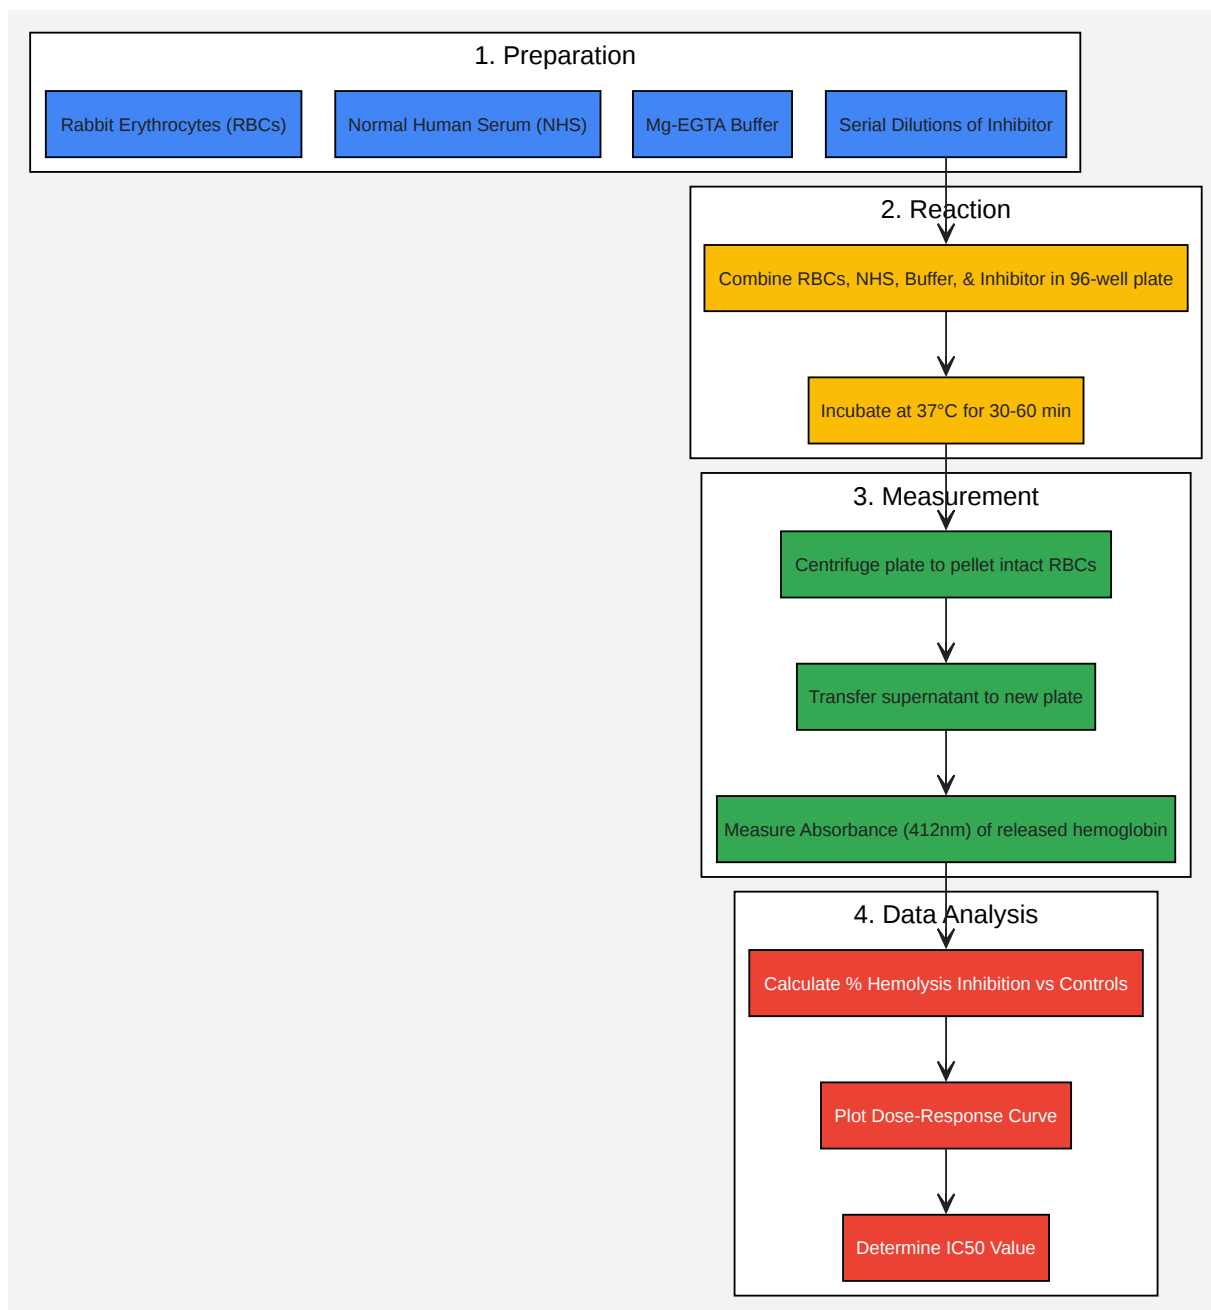 1. Preparation
Rabbit Erythrocytes (RBCs)
Normal Human Serum (NHS)
Mg-EGTA Buffer
Serial Dilutions of Inhibitor
2. Reaction
Combine RBCs, NHS, Buffer, & Inhibitor in 96-well plate
Incubate at 37°C for 30-60 min
3. Measurement
Centrifuge plate to pellet intact RBCs
Transfer supernatant to new plate
Measure Absorbance (412nm) of released hemoglobin
4. Data Analysis
Calculate % Hemolysis Inhibition vs Controls
Plot Dose-Response Curve
Determine IC50 Value